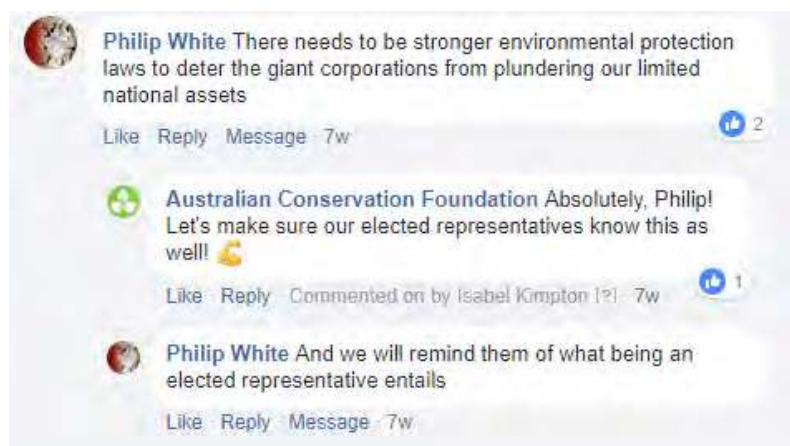 Philip White There needs to be stronger environmental protection
laws to deter the giant corporations from plundering our limited
national assets
Like Reply Message 7w
2
Australian Conservation Foundation Absolutely, Philip!
Let's make sure our elected representatives know this as
well! 💪
1
Like Reply Commented on by Isabel Kimpton [?] 7w
Philip White And we will remind them of what being an
elected representative entails
Like Reply Message 7w